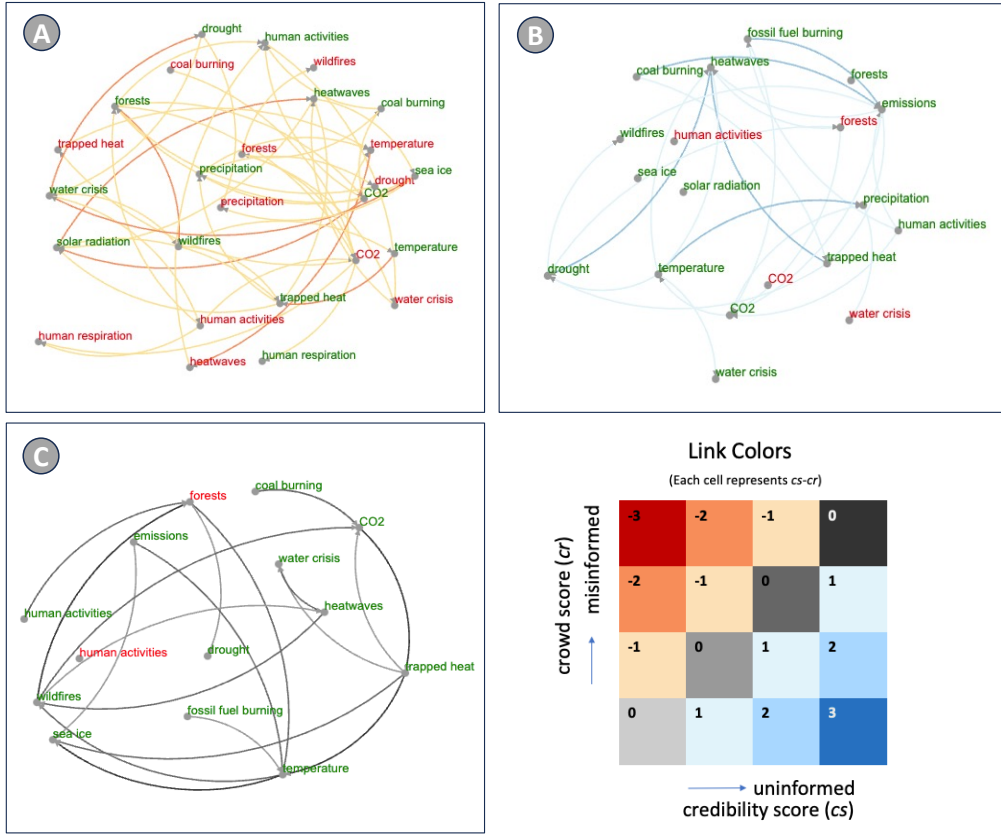 A
drought
human activities
coal burning
wildfires
forests
heatwaves
coal burning
trapped heat
forests
temperature
precipitation
sea ice
drought
water crisis
CO2
precipitation
solar radiation
wildfires
temperature
CO2
trapped heat
water crisis
human activities
human respiration
human respiration
heatwaves
B
fossil fuel burning
heatwaves
coal burning
forests
emissions
forests
wildfires
human activities
sea ice
solar radiation
precipitation
human activities
trapped heat
drought
temperature
CO2
CO2
water crisis
water crisis
C
coal burning
forests
CO2
emissions
water crisis
heatwaves
human activities
human activities
drought
trapped heat
wildfires
fossil fuel burning
sea ice
temperature
Link Colors
(Each cell represents cs-cr)
-3 -2 -1 0
-2 -1 0 1
-1 0 1 2
0 1 2 3
crowd score (cr)
misinformed
uninformed
credibility score (cs)